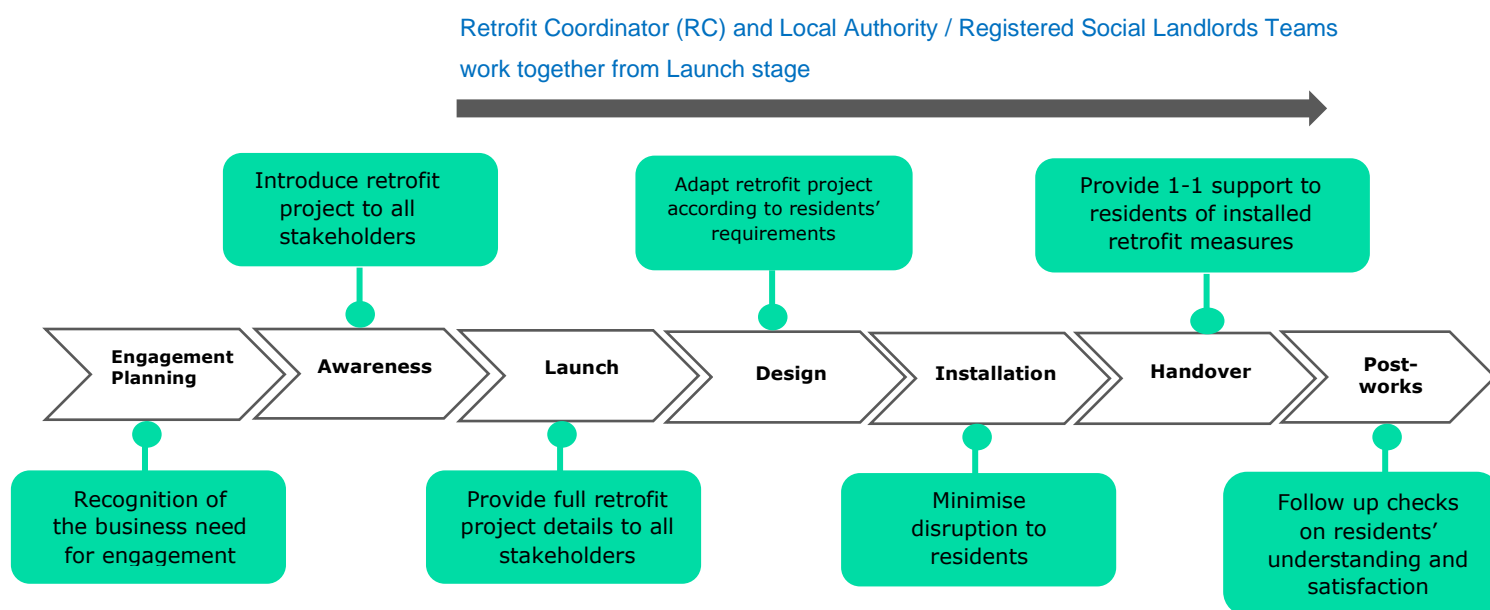 Retrofit Coordinator (RC) and Local Authority / Registered Social Landlords Teams
work together from Launch stage
Introduce retrofit
project to all
stakeholders
Adapt retrofit project
according to residents’
requirements
Provide 1-1 support to
residents of installed
retrofit measures
Engagement
Planning
Awareness
Launch
Design
Installation
Handover
Post-
works
Recognition of
the business need
for engagement
Provide full retrofit
project details to all
stakeholders
Minimise
disruption to
residents
Follow up checks
on residents’
understanding and
satisfaction